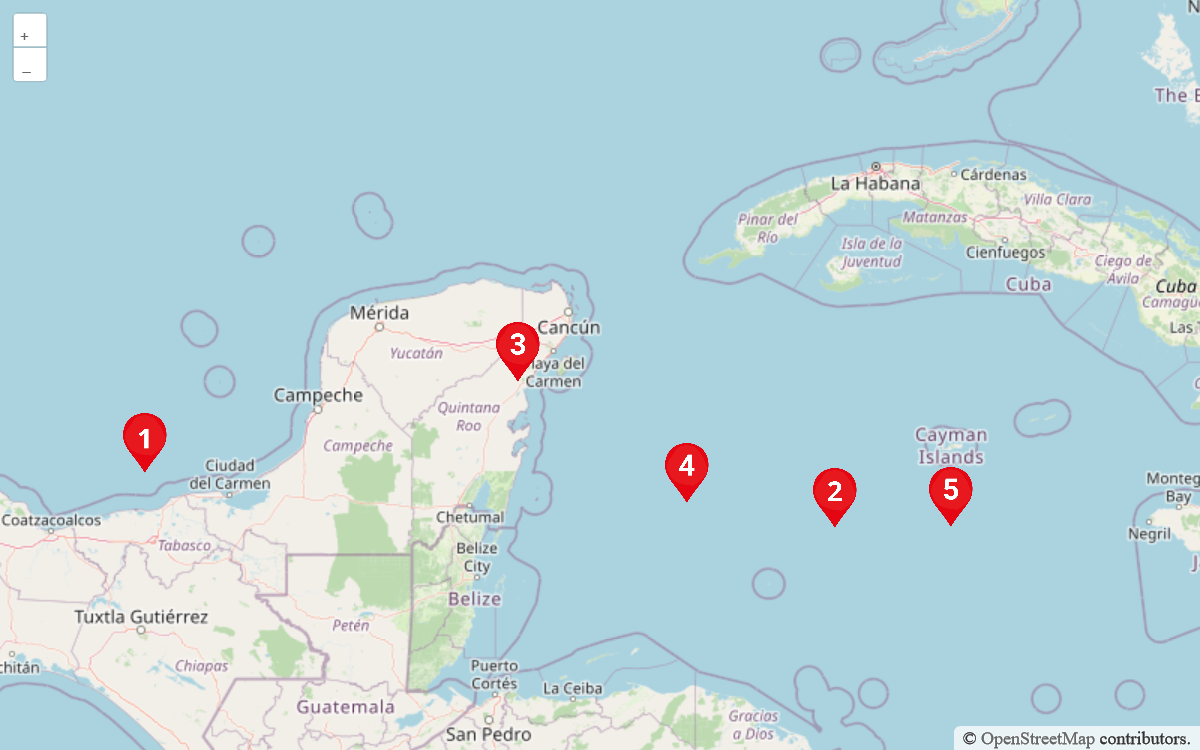 +
–
The B
La Habana
Cárdenas
Villa Clara
Pinar del
Río
Matanzas
Isla de la
Juventud
Cienfuegos
Ciego de
Ávila
Cuba
Cuba
Camagüe
Las
Mérida
Cancún
3
Yucatán
laya del
Carmen
Campeche
Quintana
Roo
Campeche
1
Ciudad
del Carmen
Cayman
Islands
4
2
5
Montego
Bay
Negril
Coatzacoalcos
Chetumal
Tabasco
Belize
City
Belize
Tuxtla Gutiérrez
Petén
chitán
Chiapas
Puerto
Cortés
La Ceiba
Guatemala
San Pedro
Gracias
a Dios
© OpenStreetMap contributors.